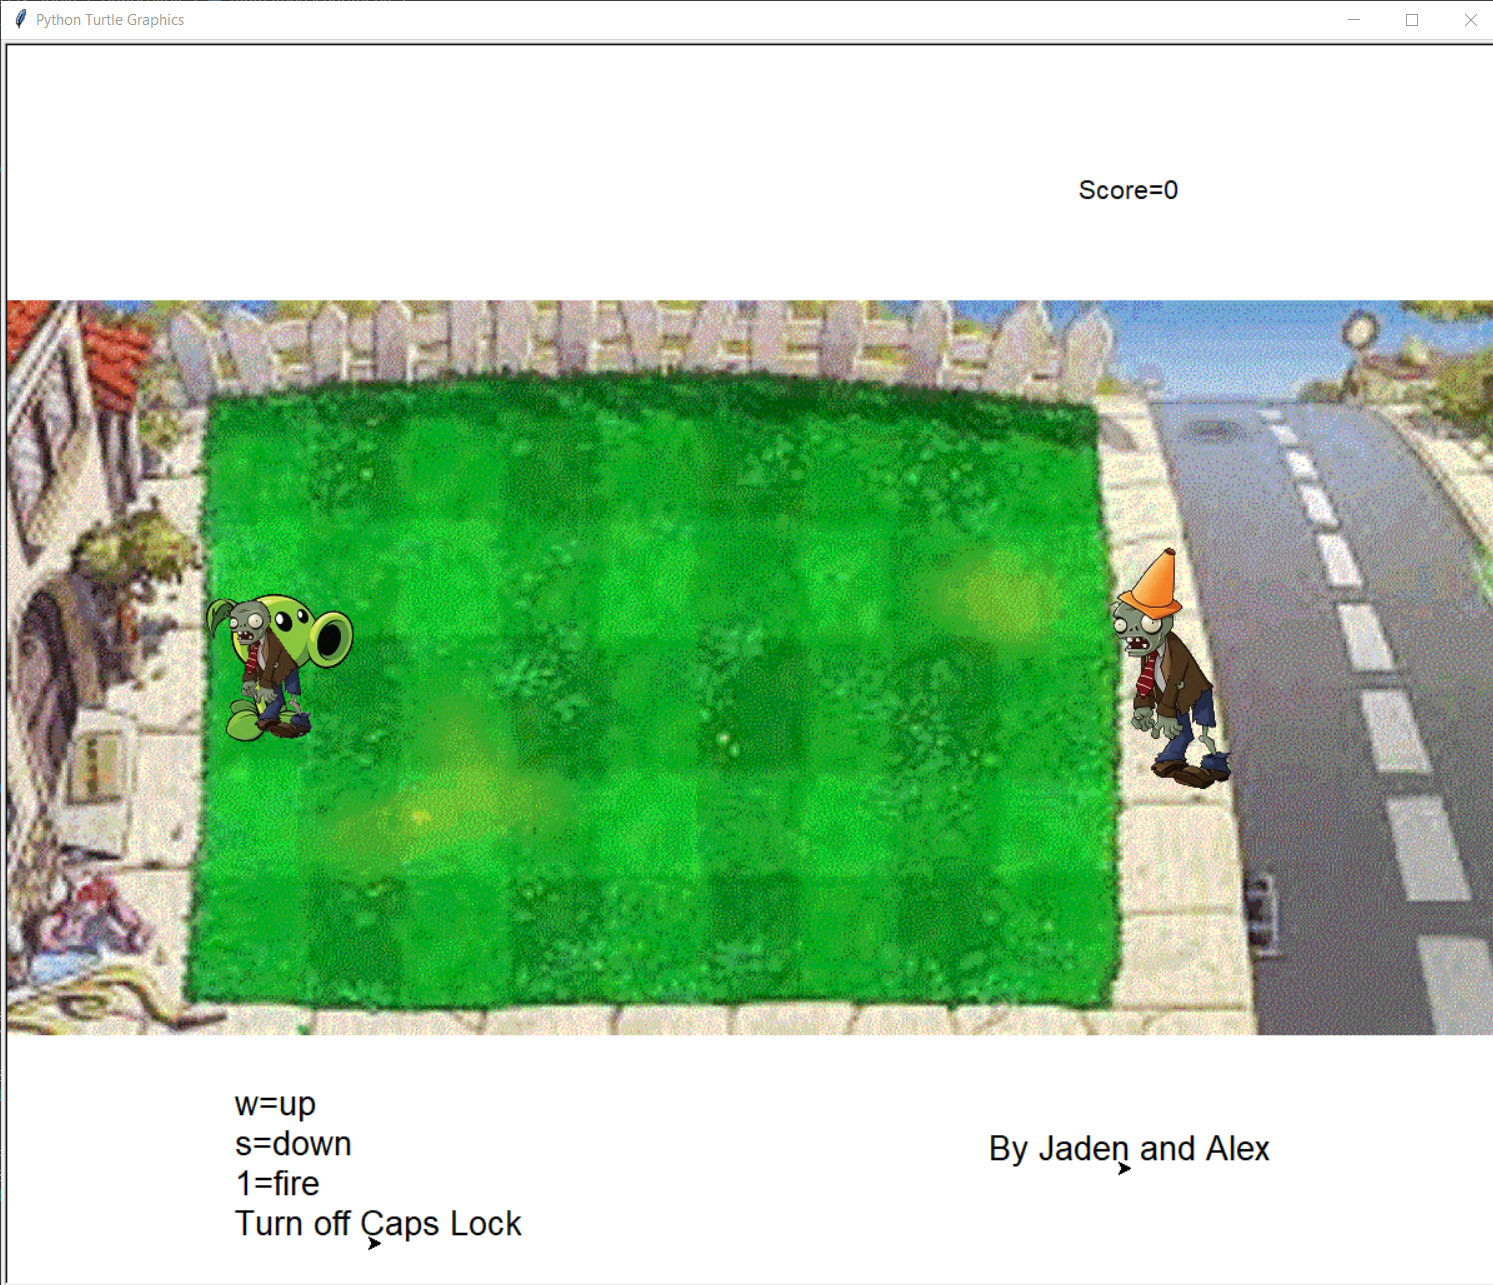 Python Turtle Graphics
Score=0
w=up
s=down
1=fire
Turn off Caps Lock
By Jaden and Alex